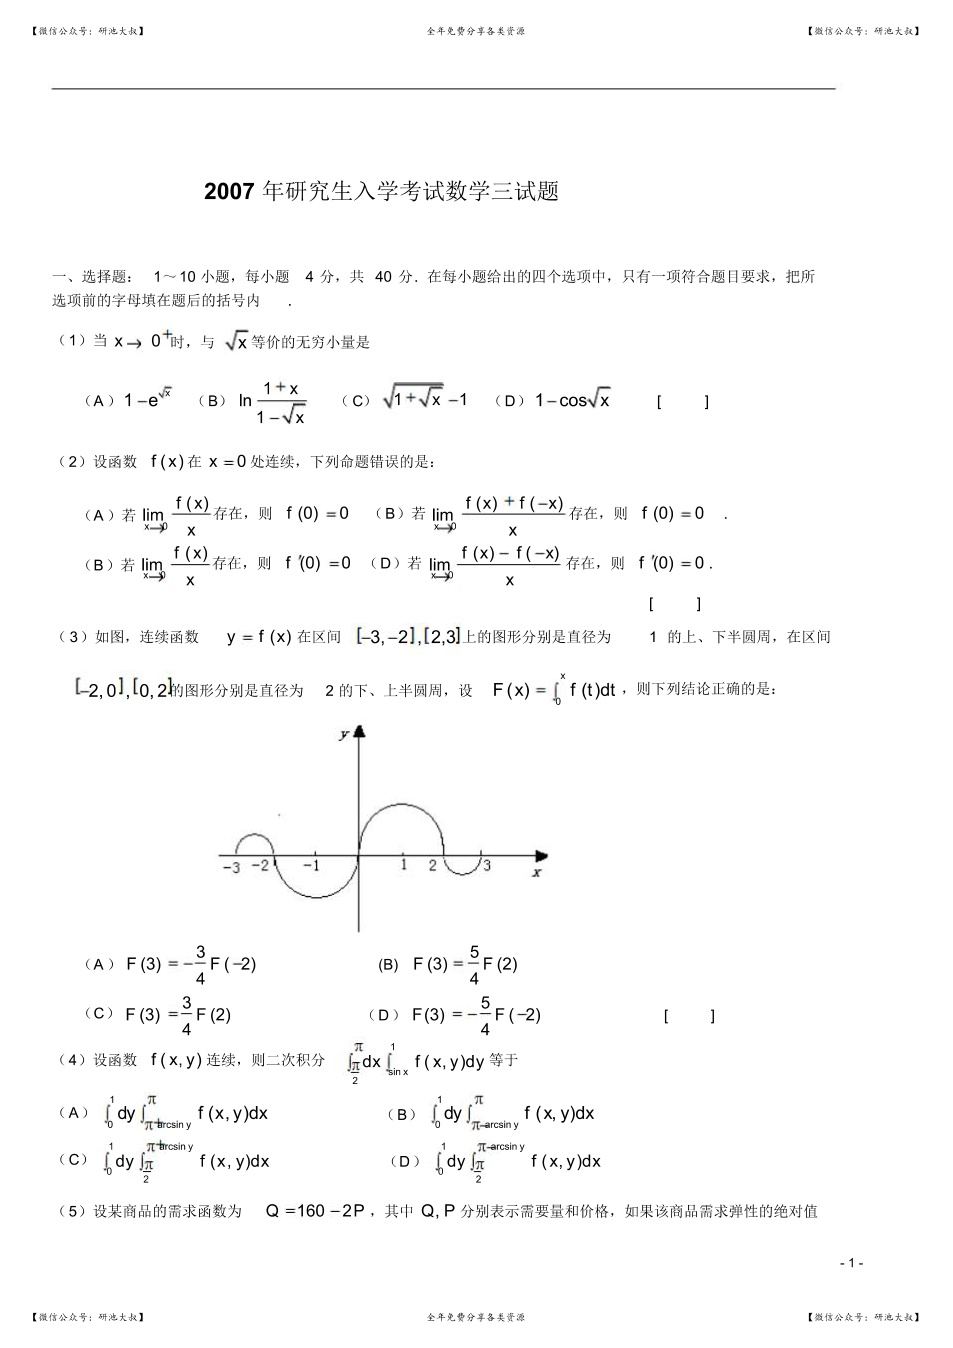 【微信公众号：研池大叔】 全年免费分享各类资源 【微信公众号：研池大叔】
2007 年研究生入学考试数学三试题
一、选择题： 1～10 小题，每小题 4 分，共 40 分. 在每小题给出的四个选项中，只有一项符合题目要求，把所
选项前的字母填在题后的括号内 .
（1）当 x→ 0⁺时，与 √x 等价的无穷小量是
（A）1−e^{√x} （B） ln (1+x)/(1−√x) （C） √(1+√x) −1 （D）1−cos√x [ ]
（2）设函数 f (x) 在 x = 0 处连续，下列命题错误的是：
（A）若 lim_{x→0} f (x)/x 存在，则 f (0) = 0 （B）若 lim_{x→0} (f (x) + f (−x))/x 存在，则 f (0) = 0 .
（B）若 lim_{x→0} f (x)/x 存在，则 f ′(0) = 0 （D）若 lim_{x→0} (f (x) − f (−x))/x 存在，则 f ′(0) = 0 .
[ ]
（3）如图，连续函数 y = f (x) 在区间 [−3, −2] , [2,3] 上的图形分别是直径为 1 的上、下半圆周，在区间
[−2, 0] , [0, 2] 的图形分别是直径为 2 的下、上半圆周，设 F (x) = ∫_0^x f (t)dt ，则下列结论正确的是：
y
-3 -2 -1 1 2 3 x
（A）F (3) = −3/4 F (−2) (B) F (3) = 5/4 F (2)
（C）F (3) = 3/4 F (2) （D）F(3) = −5/4 F (−2) [ ]
（4）设函数 f (x, y) 连续，则二次积分 ∫_{π/2}^{π} dx ∫_{sin x}^{1} f (x, y)dy 等于
（A） ∫_0^1 dy ∫_{π+arcsin y}^{π} f (x, y)dx （B） ∫_0^1 dy ∫_{π−arcsin y}^{π} f (x, y)dx
（C） ∫_0^1 dy ∫_{π/2}^{π+arcsin y} f (x, y)dx （D） ∫_0^1 dy ∫_{π/2}^{π−arcsin y} f (x, y)dx
（5）设某商品的需求函数为 Q =160 − 2P ，其中 Q, P 分别表示需要量和价格，如果该商品需求弹性的绝对值
- 1 -
【微信公众号：研池大叔】 全年免费分享各类资源 【微信公众号：研池大叔】